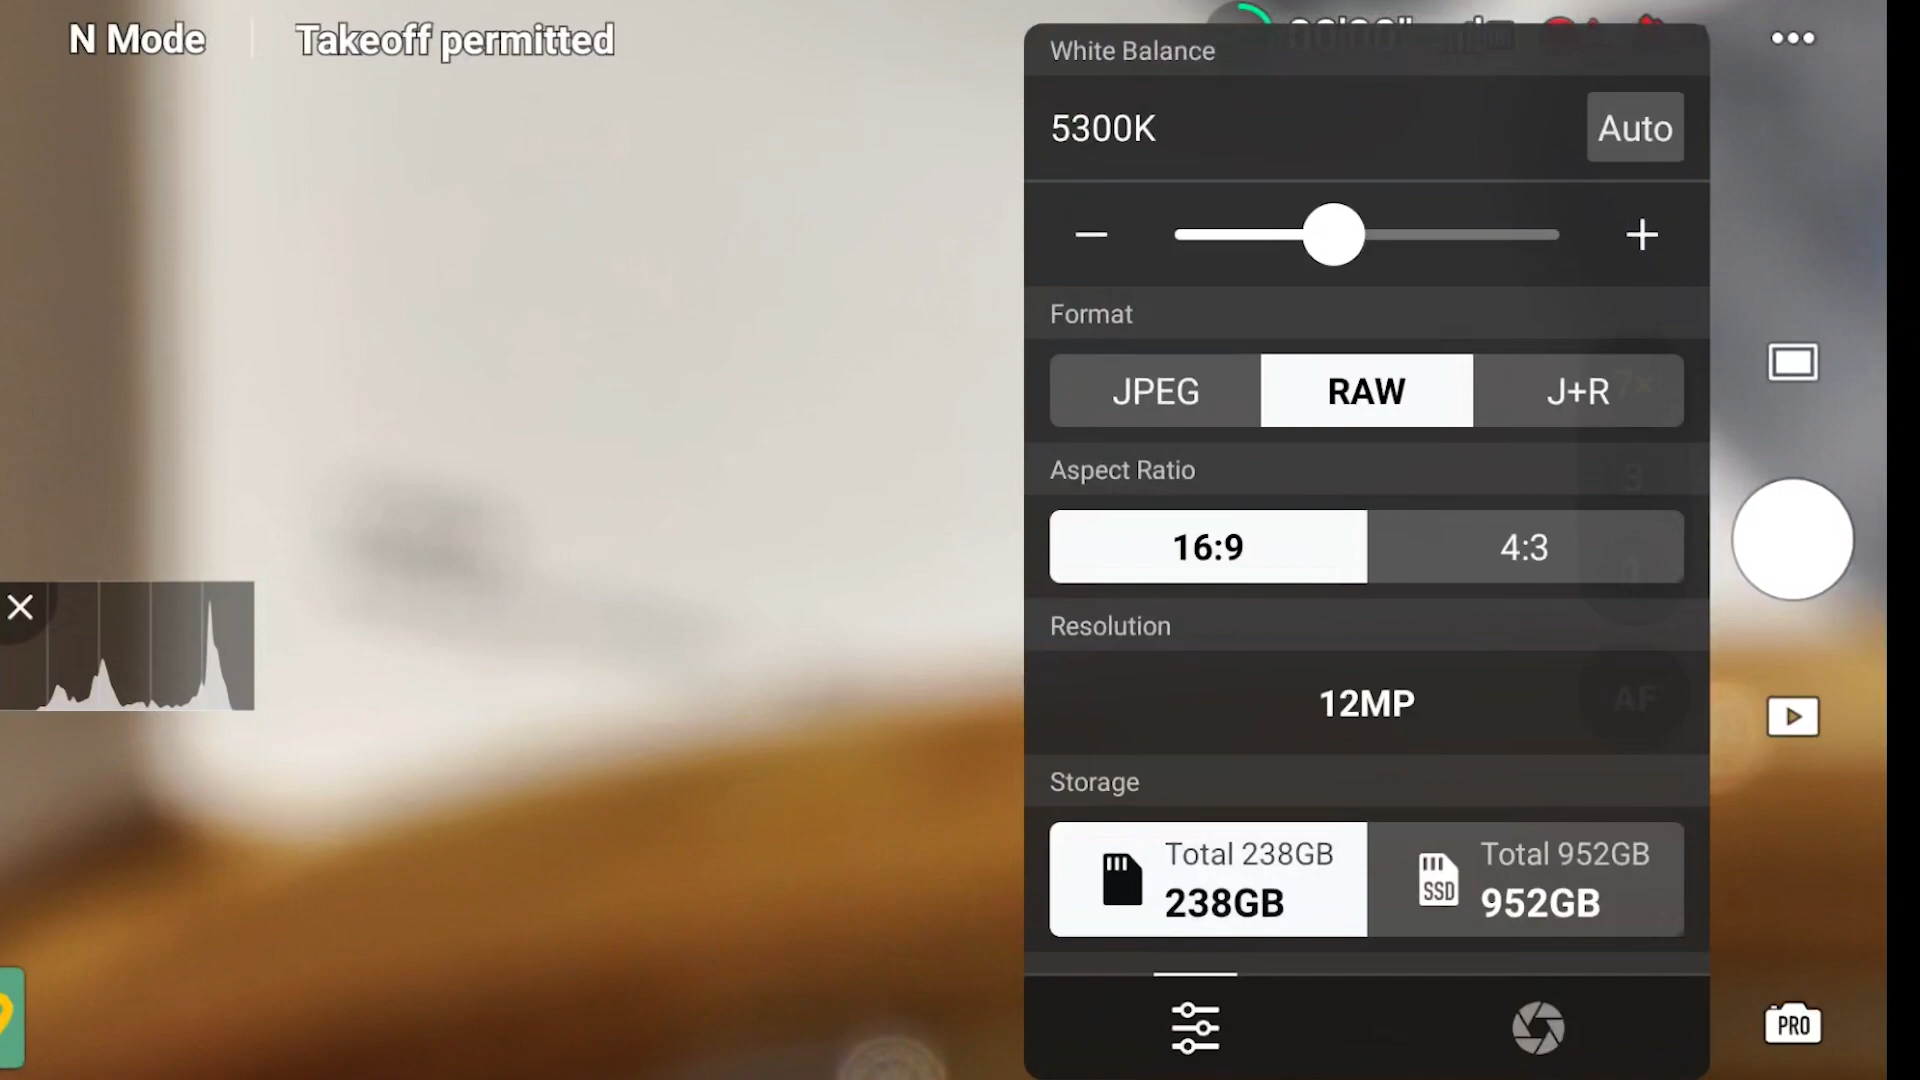 N Mode
Takeoff permitted
White Balance
5300K
Auto
Format
JPEG
RAW
J+R
Aspect Ratio
16:9
4:3
Resolution
12MP
AF
Storage
Total 238GB
238GB
SSD
Total 952GB
952GB
PRO